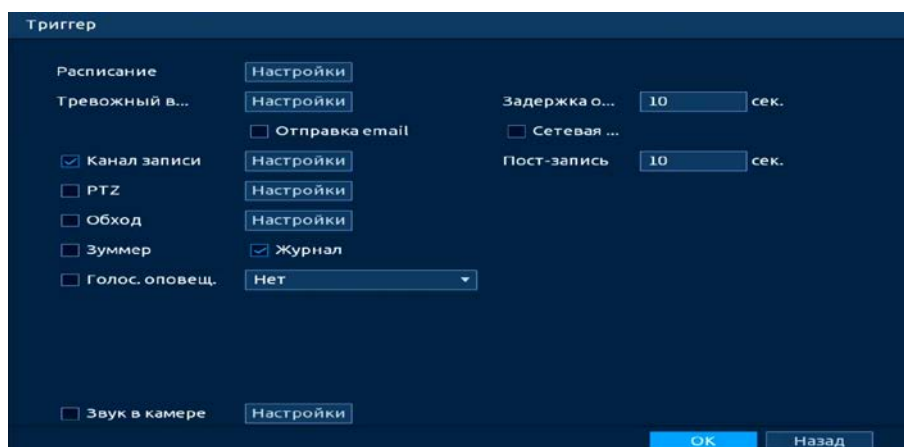 Триггер
Расписание Настройки
Тревожный в... Настройки Задержка о... 10 сек.
Отправка email Сетевая ...
Канал записи Настройки Пост-запись 10 сек.
PTZ Настройки
Обход Настройки
Зуммер Журнал
Голос. оповещ. Нет
Звук в камере Настройки
OK Назад